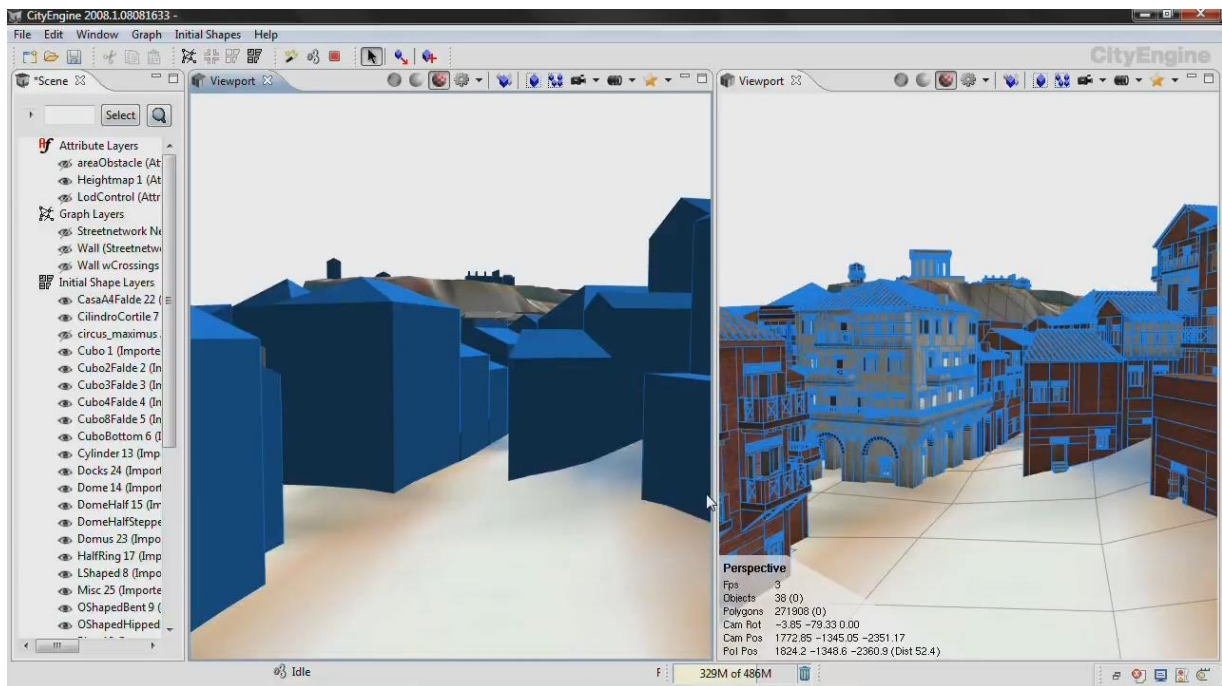 CityEngine 2008.1.08081633 -
File Edit Window Graph Initial Shapes Help
CityEngine
*Scene
Viewport
Viewport
Select
Attribute Layers
areaObstacle (At
Heightmap 1 (At
LodControl (Attr
Graph Layers
Streetnetwork Ne
Wall (Streetnetw
Wall wCrossings
Initial Shape Layers
CasaA4Falde 22 (
CilindroCortile 7
circus_maximus
Cubo 1 (Importe
Cubo2Falde 2 (In
Cubo3Falde 3 (In
Cubo4Falde 4 (In
Cubo8Falde 5 (In
CuboBottom 6 (I
Cylinder 13 (Imp
Docks 24 (Import
Dome 14 (Import
DomeHalf 15 (Im
DomeHalfSteppe
Domus 23 (Impo
HalfRing 17 (Imp
LShaped 8 (Impo
Misc 25 (Importe
OShapedBent 9 (
OShapedHipped
Perspective
Fps 3
Objects 38 (0)
Polygons 271908 (0)
Cam Rot -3.85 -79.33 0.00
Cam Pos 1772.85 -1345.05 -2351.17
PoI Pos 1824.2 -1348.6 -2360.9 (Dist 52.4)
Idle
F
329M of 486M